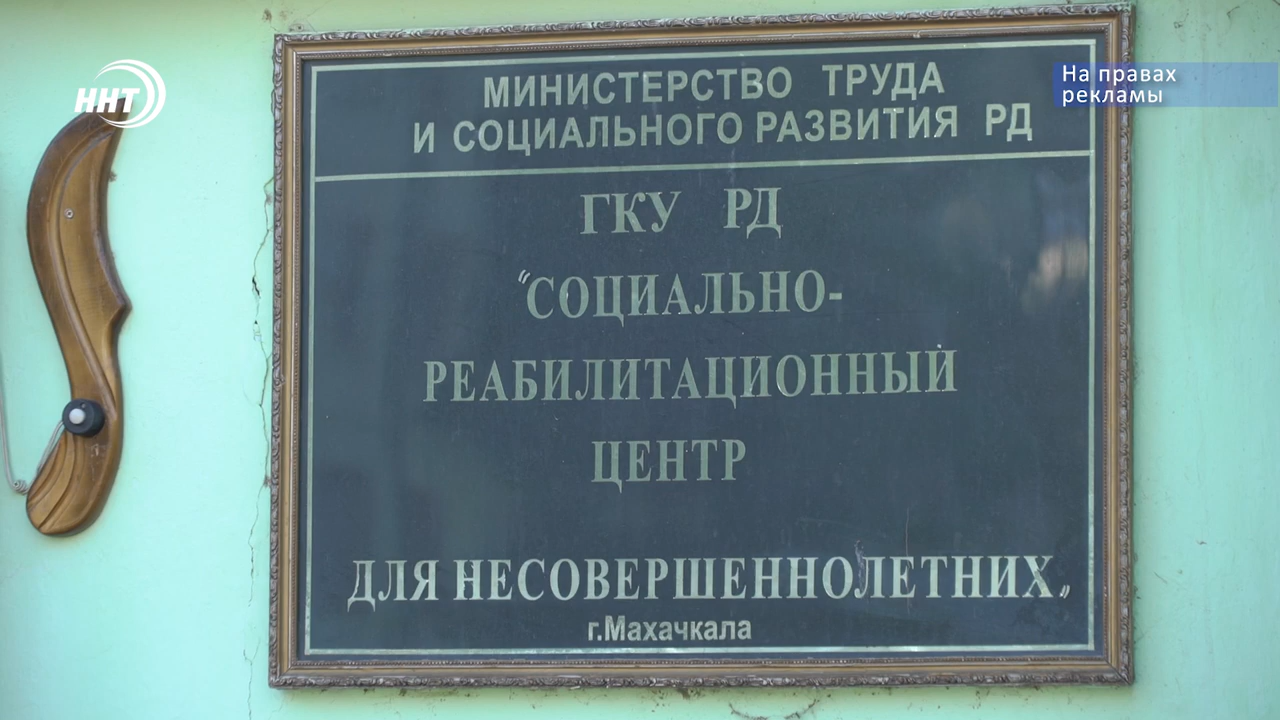 ННТ
На правах
рекламы
МИНИСТЕРСТВО ТРУДА
И СОЦИАЛЬНОГО РАЗВИТИЯ РД
ГКУ РД
"СОЦИАЛЬНО-
РЕАБИЛИТАЦИОННЫЙ
ЦЕНТР
ДЛЯ НЕСОВЕРШЕННОЛЕТНИХ„
г.Махачкала